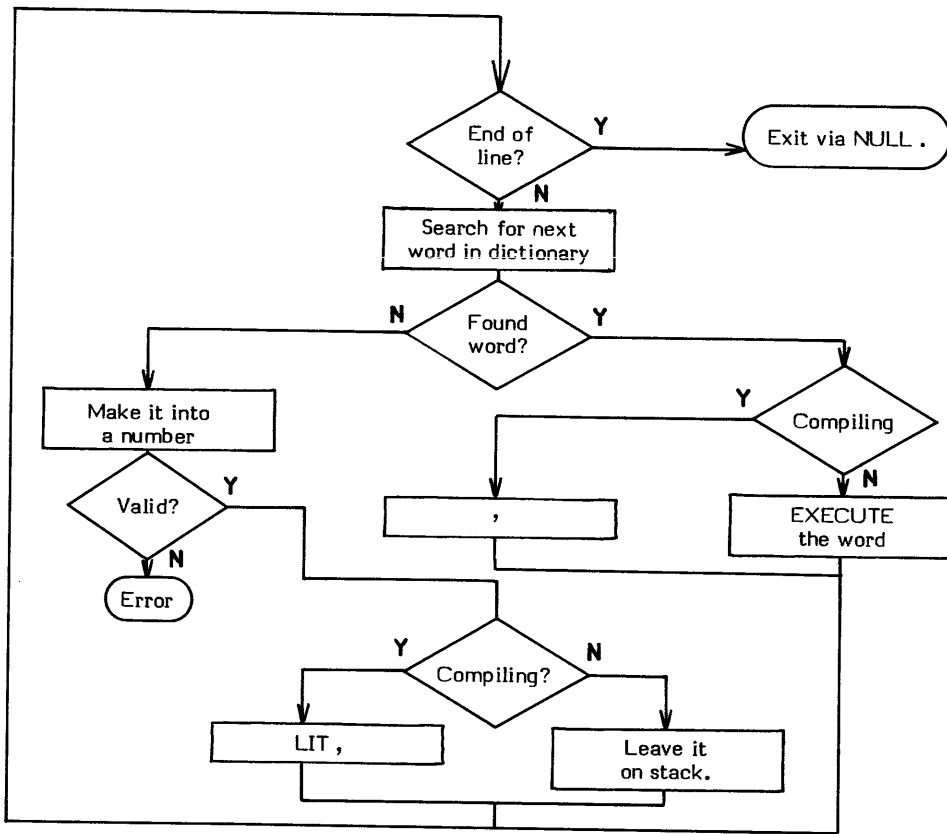 End of
line?
Y
Exit via NULL .
N
Search for next
word in dictionary
N
Found
word?
Y
Make it into
a number
Y
Compiling
Valid?
Y
N
,
EXECUTE
the word
N
Error
Y
Compiling?
N
LIT ,
Leave it
on stack.